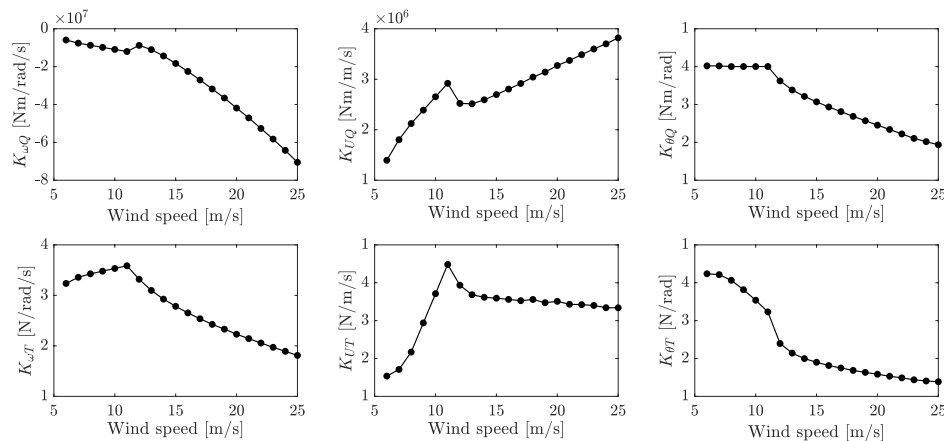 ×10⁷
×10⁶
K_ωQ [Nm/rad/s]
0
-2
-4
-6
-8
5 10 15 20 25
Wind speed [m/s]
K_UQ [Nm/m/s]
4
3
2
1
5 10 15 20 25
Wind speed [m/s]
K_θQ [Nm/rad]
1
4
3
2
1
5 10 15 20 25
Wind speed [m/s]
K_ωT [N/rad/s]
4
3
2
1
5 10 15 20 25
Wind speed [m/s]
K_UT [N/m/s]
1
4
3
2
1
5 10 15 20 25
Wind speed [m/s]
K_θT [N/rad]
1
4
3
2
1
5 10 15 20 25
Wind speed [m/s]